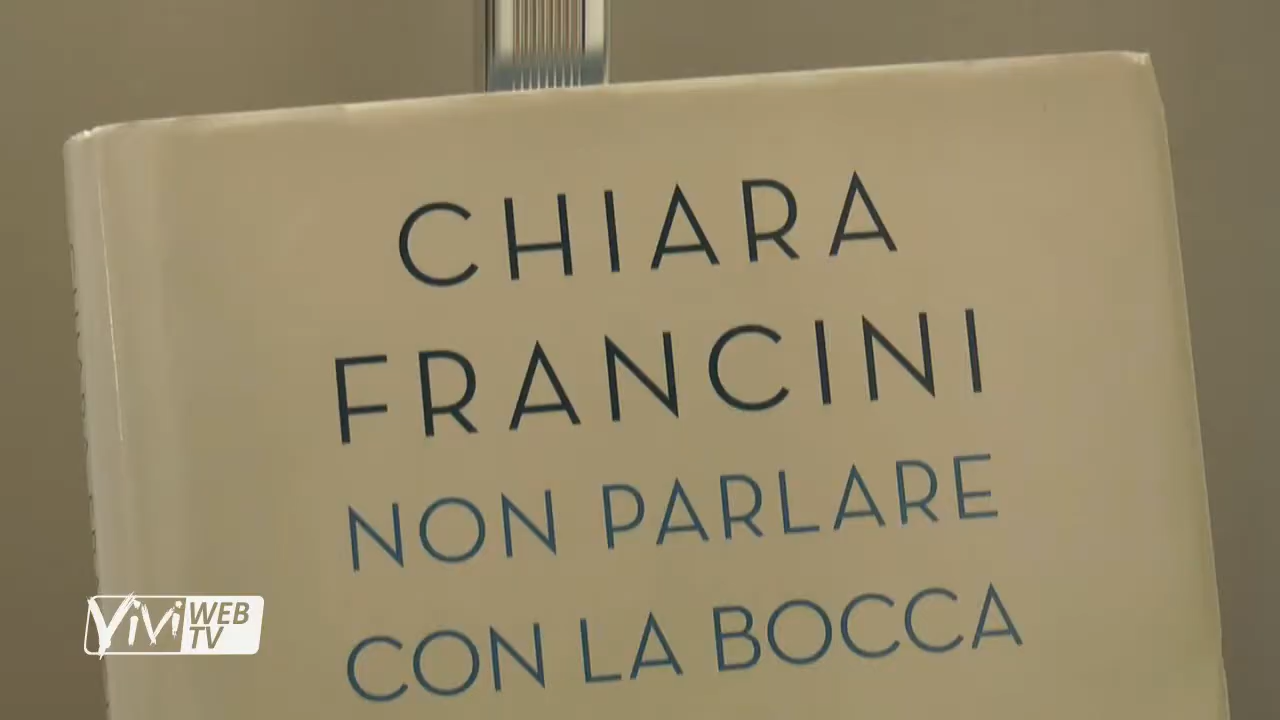 CHIARA
FRANCINI
NON PARLARE
CON LA BOCCA
ViVi WEB
TV